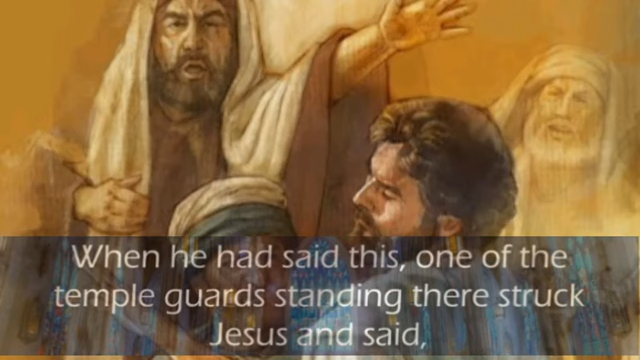 When he had said this, one of the
temple guards standing there struck
Jesus and said,